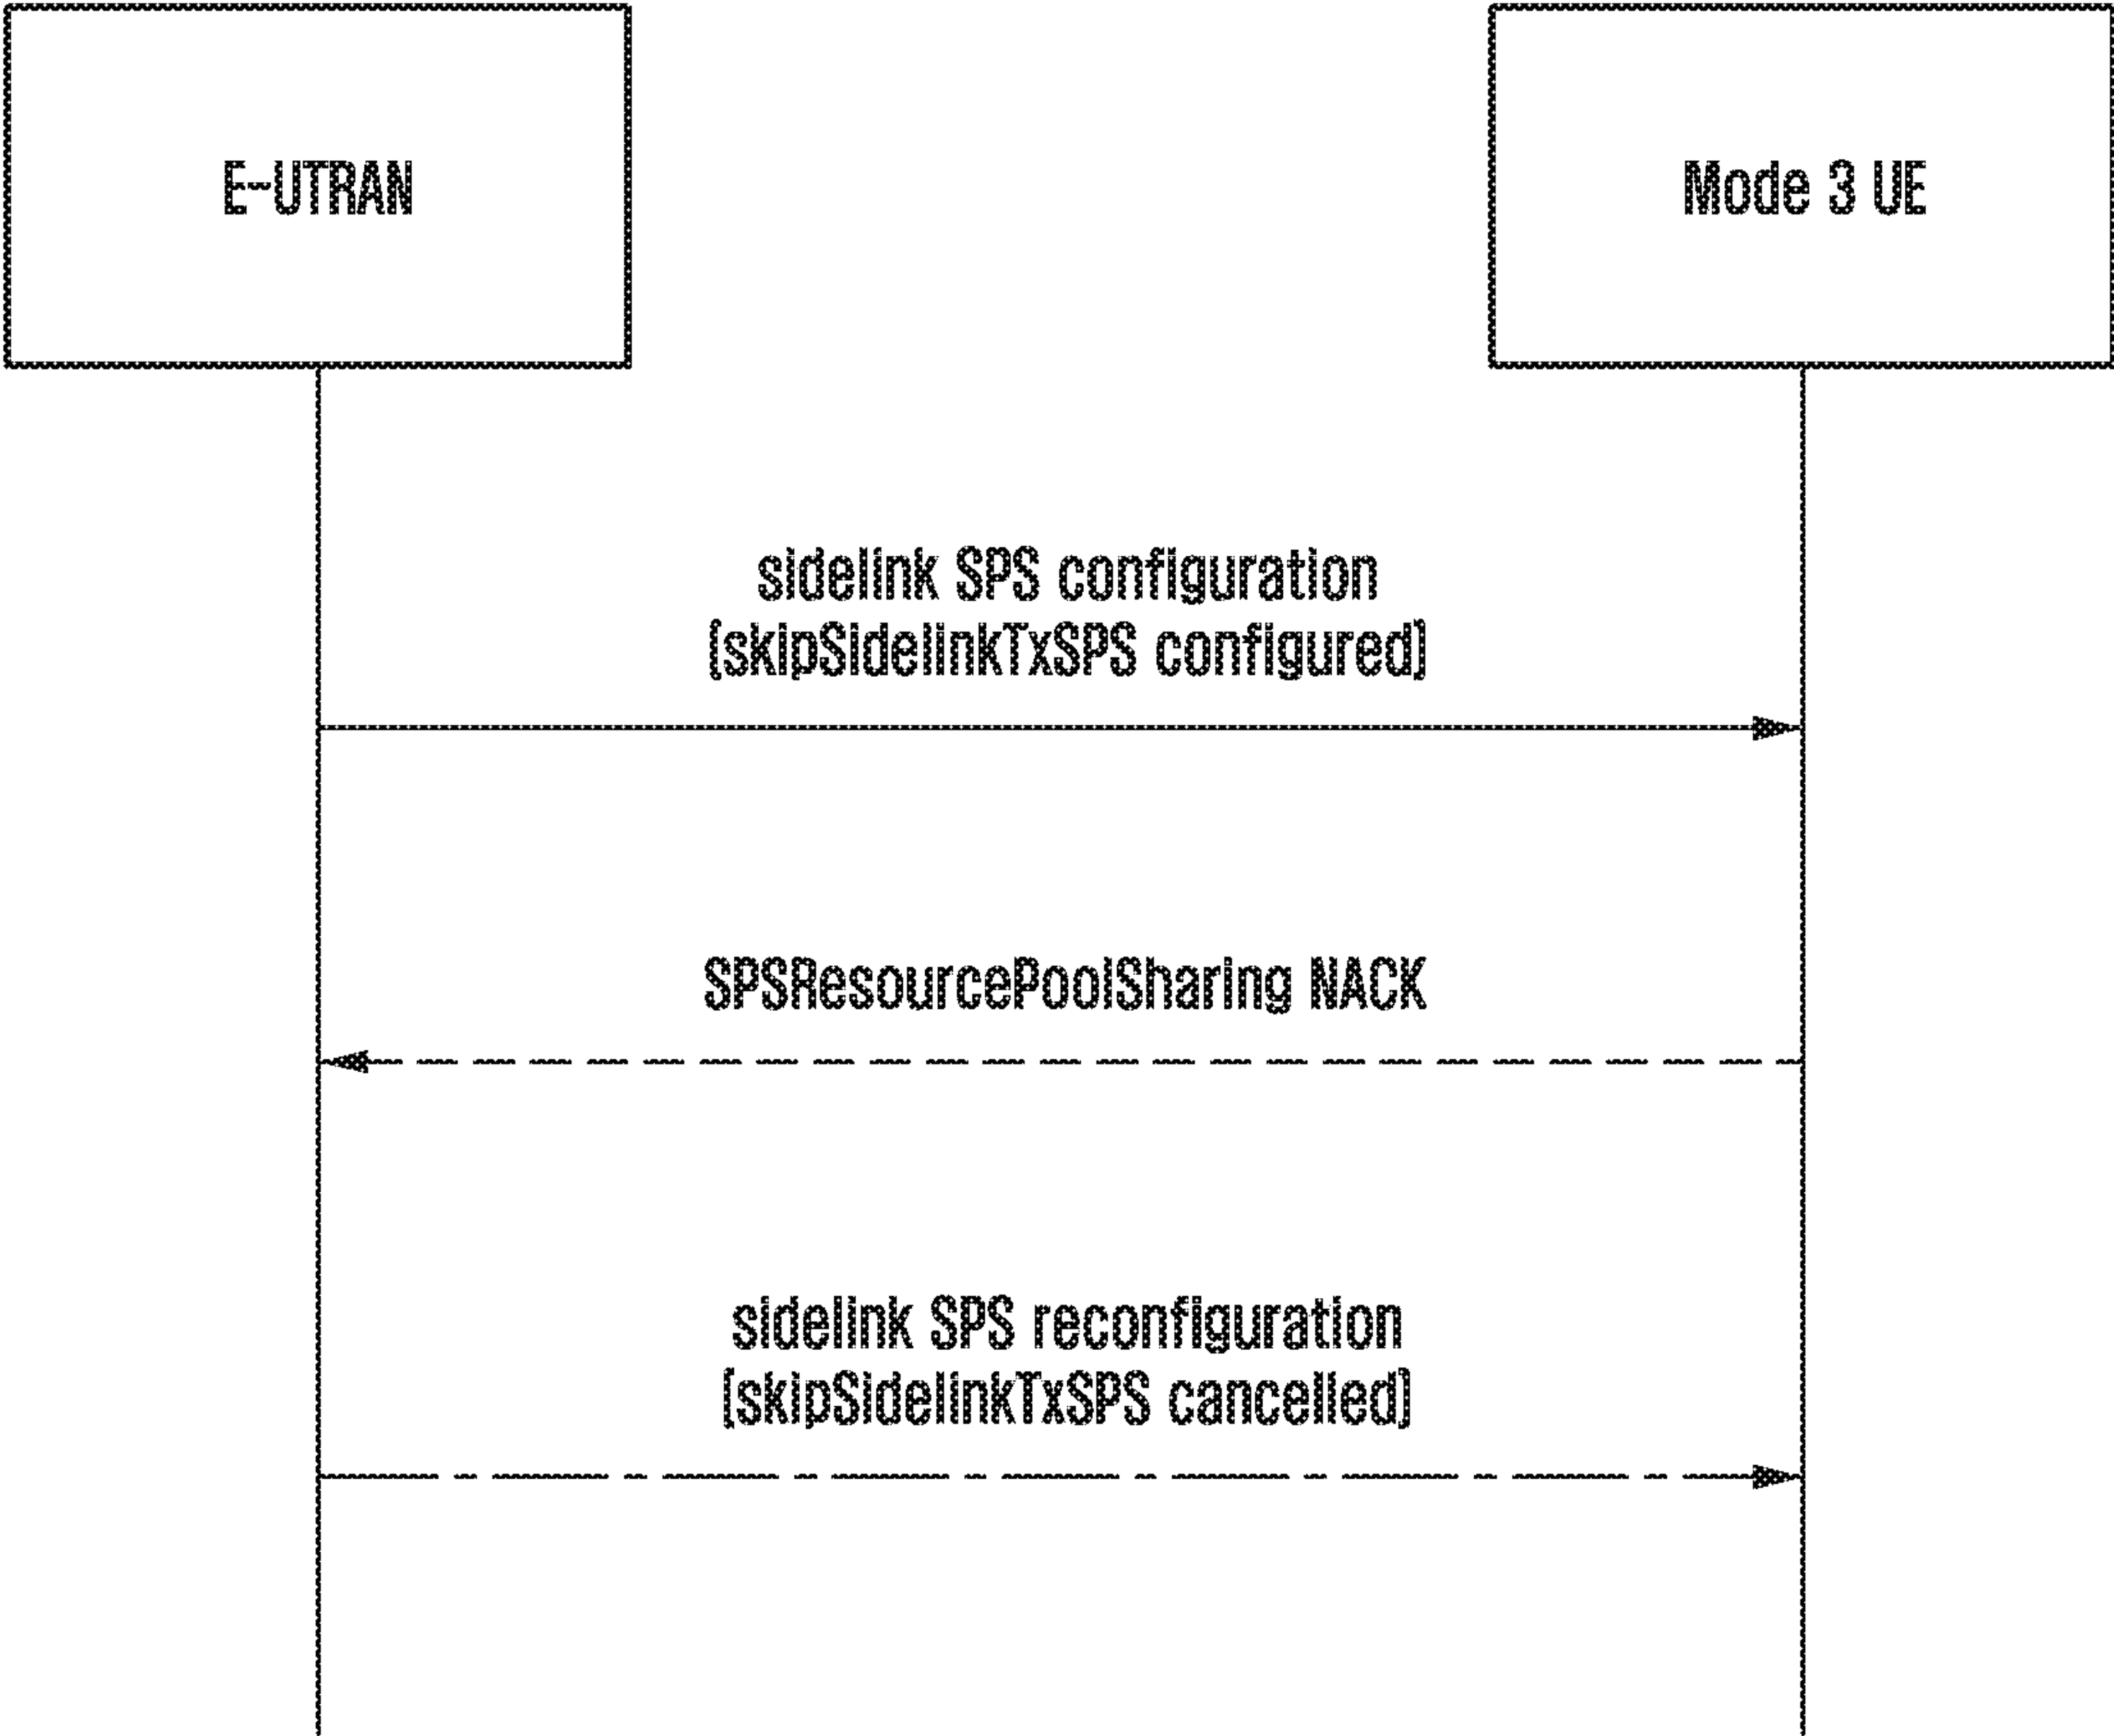 E-UTRAN
Mode 3 UE
sidelink SPS configuration
(skipSidelinkTxSPS configured)
SPSResourcePoolSharing NACK
sidelink SPS reconfiguration
(skipSidelinkTxSPS cancelled)